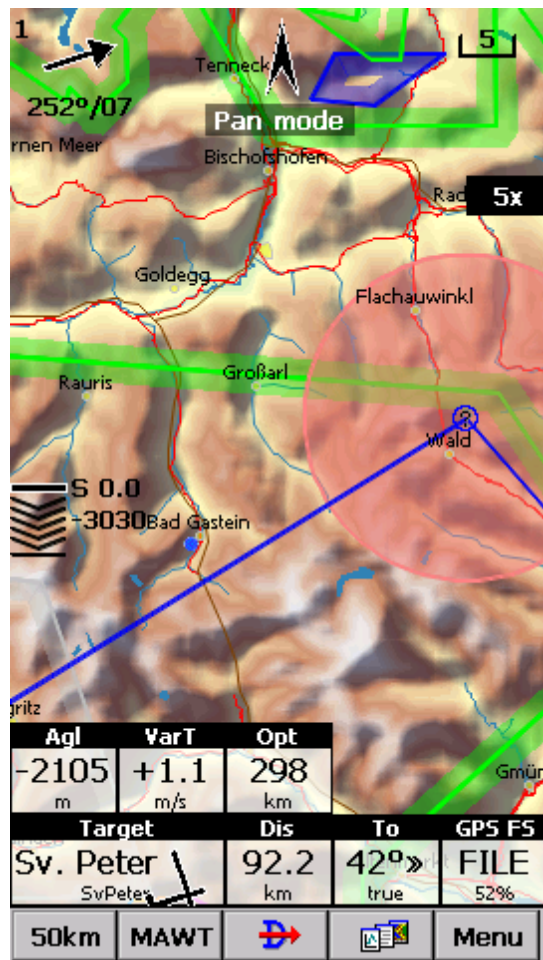 1
5
Tenneck
252º/07
Pan mode
rnen Meer
Bischofshofen
Rad
5x
Goldegg
Flachauwinkl
Großarl
Rauris
Wald
S 0.0
-3030
Bad Gastein
gritz
Agl VarT Opt
-2105 +1.1 298
m m/s km
Gmün
Target Dis To GPS FS
Sv. Peter 92.2 42º» FILE
SvPeter km true 52%
50km MAWT Menu